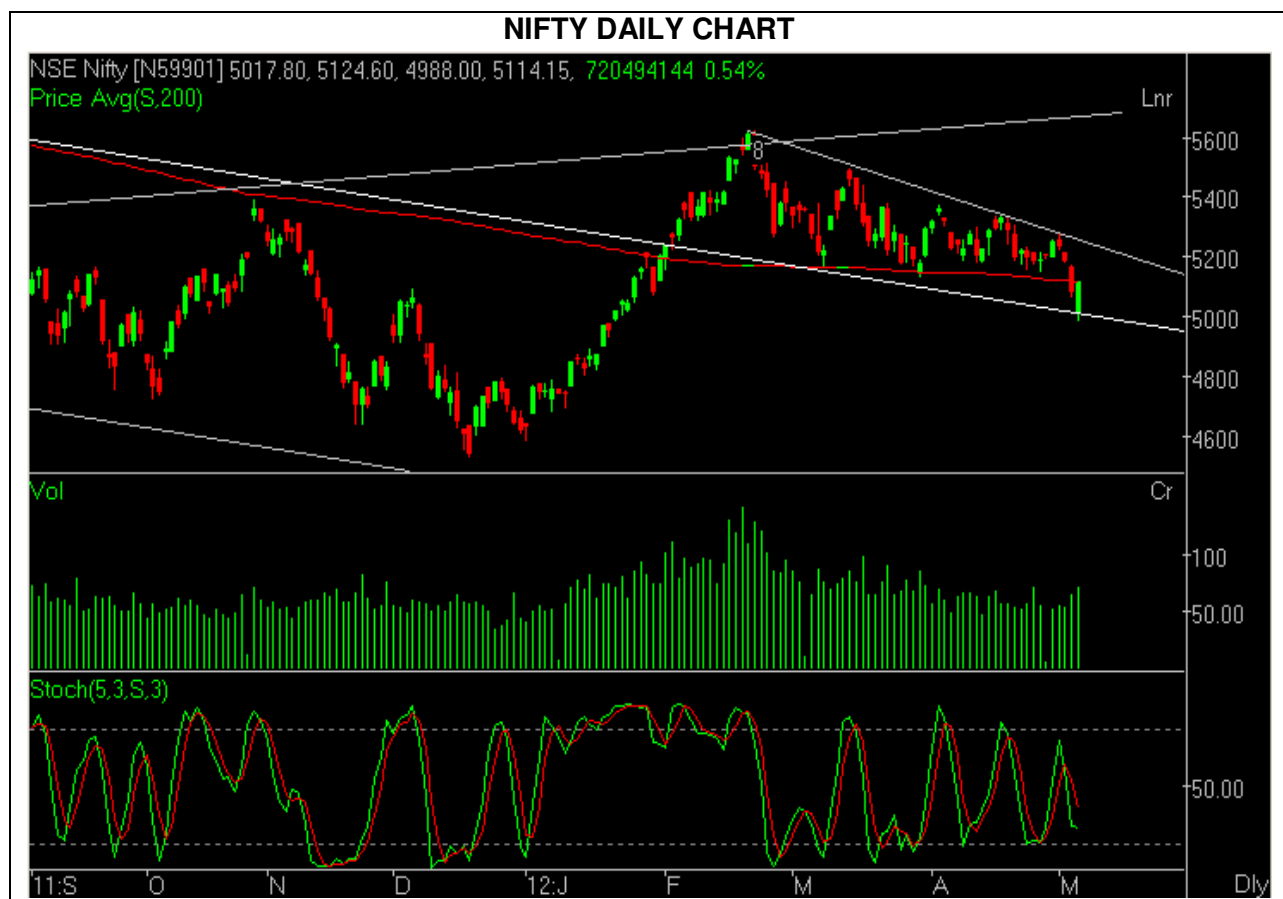 NIFTY DAILY CHART
NSE Nifty [N59901] 5017.80, 5124.60, 4988.00, 5114.15, 720494144 0.54%
Price Avg(S,200)
Lnr
5600
8
5400
5200
5000
4800
4600
Vol
Cr
100
50.00
Stoch(5,3,S,3)
50.00
11:S O N D 12:J F M A M Dly